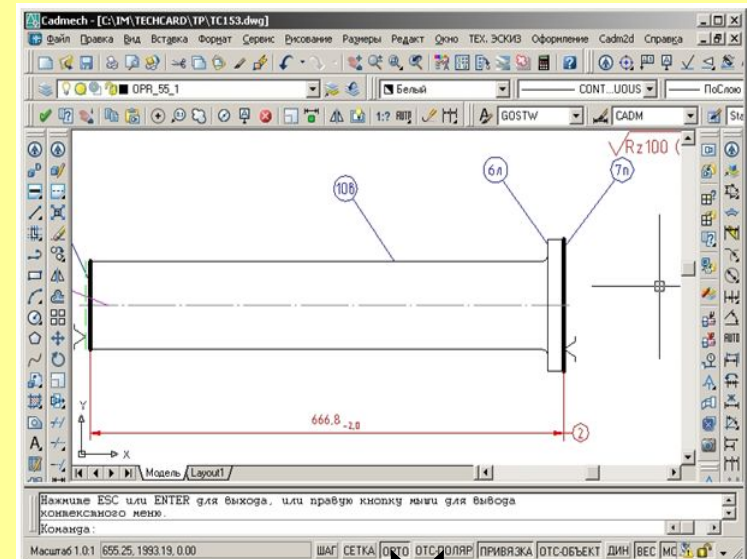 Cadmech - [C:\IM\TECHCARD\TP\TC153.dwg]
Файл Правка Вид Вставка Формат Сервис Рисование Размеры Редакт Окно ТЕХ. ЭСКИЗ Оформление Cadm2d Справка
OPR_55_1 Белый CONT...UOUS ПоСлою
1:? GOSTW CADM Sta
Rz100 (
6л 7п
10в
666,8 -2,0
2
Y
X
Модель Layout1
Нажмите ESC или ENTER для выхода, или правую кнопку мыши для вывода
контекстного меню.
Команда:
Масштаб 1.0:1 655.25, 1993.19, 0.00 ШАГ СЕТКА ОРТО ОТС-ПОЛЯР ПРИВЯЗКА ОТС-ОБЪЕКТ ДИН ВЕС